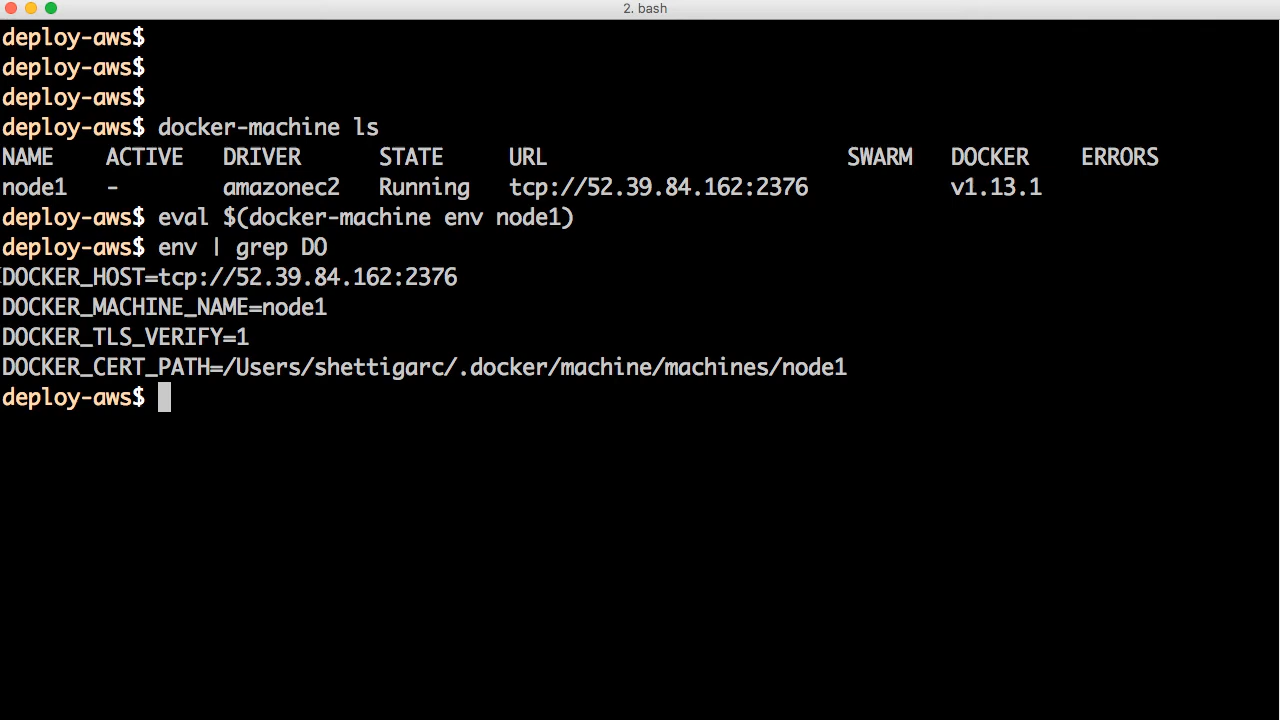 2. bash
deploy-aws$
deploy-aws$
deploy-aws$
deploy-aws$ docker-machine ls
NAME    ACTIVE   DRIVER      STATE     URL                       SWARM   DOCKER    ERRORS
node1   -        amazonec2   Running   tcp://52.39.84.162:2376           v1.13.1
deploy-aws$ eval $(docker-machine env node1)
deploy-aws$ env | grep DO
DOCKER_HOST=tcp://52.39.84.162:2376
DOCKER_MACHINE_NAME=node1
DOCKER_TLS_VERIFY=1
DOCKER_CERT_PATH=/Users/shettigarc/.docker/machine/machines/node1
deploy-aws$